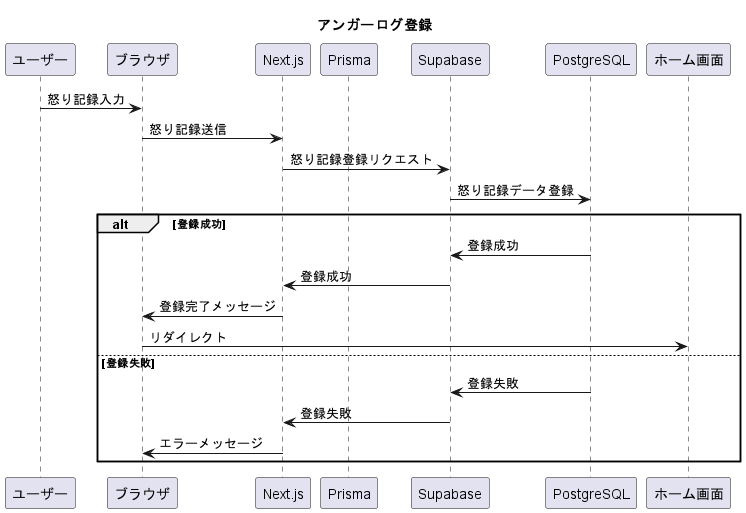 アンガーログ登録
ユーザー
ブラウザ
Next.js
Prisma
Supabase
PostgreSQL
ホーム画面
怒り記録入力
怒り記録送信
怒り記録登録リクエスト
怒り記録データ登録
alt [登録成功]
登録成功
登録成功
登録完了メッセージ
リダイレクト
[登録失敗]
登録失敗
登録失敗
エラーメッセージ
ユーザー
ブラウザ
Next.js
Prisma
Supabase
PostgreSQL
ホーム画面